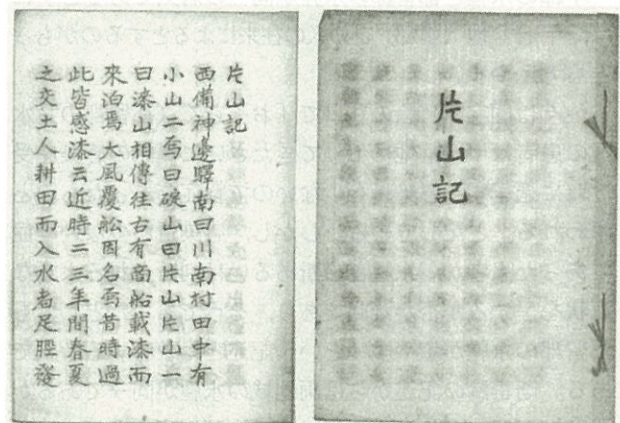 片山記
片山記
西備神邊驛南曰川南村田中有
小山二焉曰碇山曰片山片山一
曰漆山相傳往古有商船載漆而
來泊焉大風覆舩因名焉昔時過
此皆感漆云近時二三年間春夏
之交土人耕田而入水者足脛發